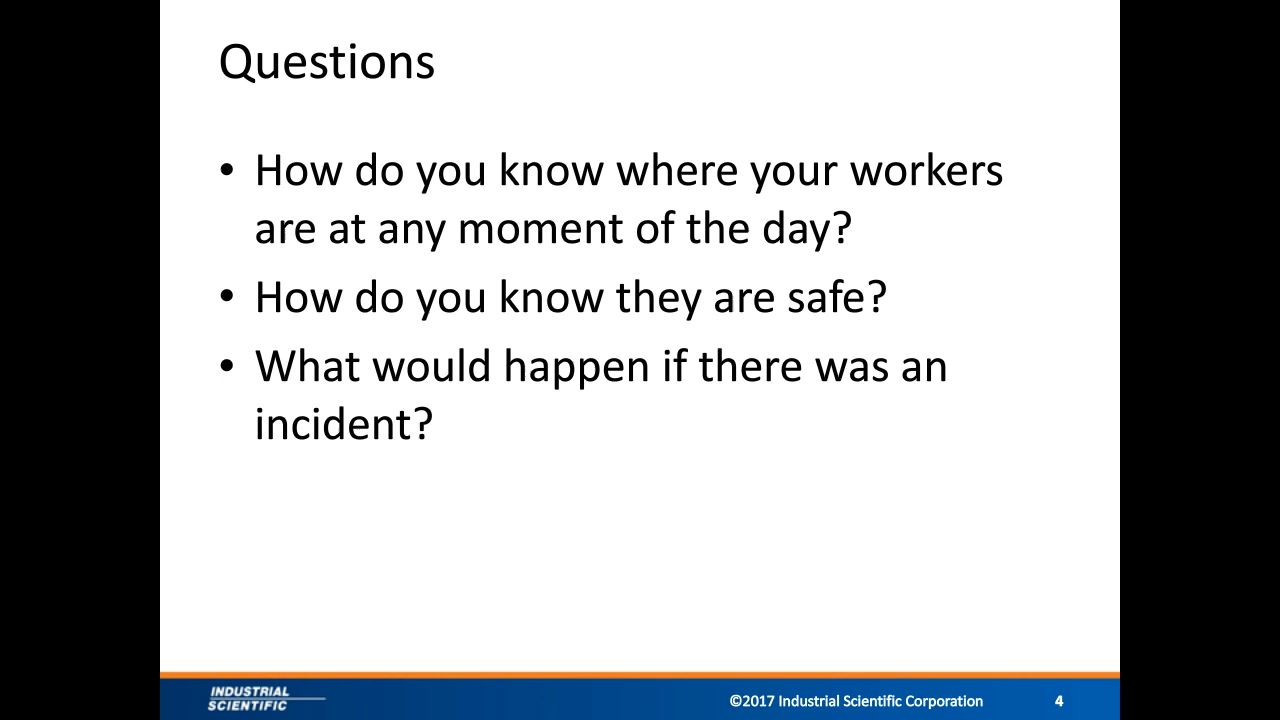 Questions
• How do you know where your workers
are at any moment of the day?
• How do you know they are safe?
• What would happen if there was an
incident?
INDUSTRIAL
SCIENTIFIC
©2017 Industrial Scientific Corporation
4